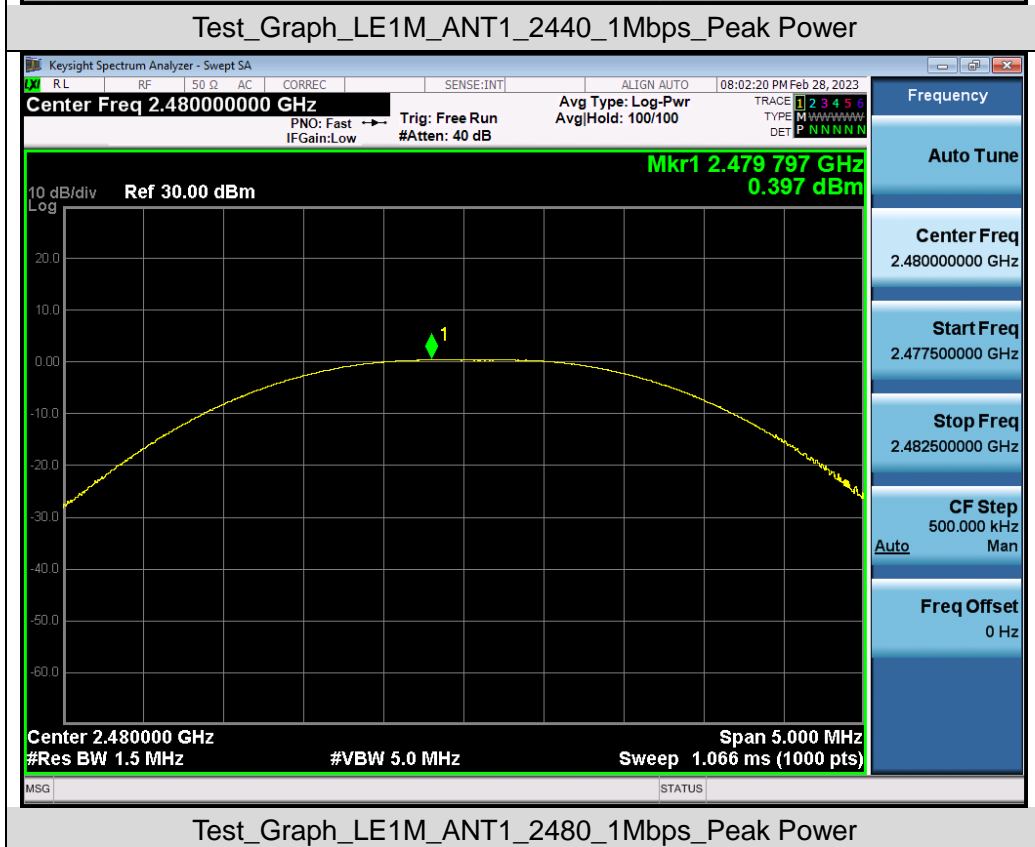 Test_Graph_LE1M_ANT1_2440_1Mbps_Peak Power
Keysight Spectrum Analyzer - Swept SA
LXI RL RF 50 Ω AC CORREC SENSE:INT ALIGN AUTO 08:02:20 PM Feb 28, 2023
Center Freq 2.480000000 GHz
PNO: Fast
IFGain:Low
Trig: Free Run
#Atten: 40 dB
Avg Type: Log-Pwr
Avg|Hold: 100/100
TRACE 1 2 3 4 5 6
TYPE M WWWWW
DET P N N N N N
Mkr1 2.479 797 GHz
0.397 dBm
10 dB/div Ref 30.00 dBm
Log
20.0
10.0
0.00
-10.0
-20.0
-30.0
-40.0
-50.0
-60.0
1
Center 2.480000 GHz Span 5.000 MHz
#Res BW 1.5 MHz #VBW 5.0 MHz Sweep 1.066 ms (1000 pts)
MSG STATUS
Frequency
Auto Tune
Center Freq
2.480000000 GHz
Start Freq
2.477500000 GHz
Stop Freq
2.482500000 GHz
CF Step
500.000 kHz
Auto Man
Freq Offset
0 Hz
Test_Graph_LE1M_ANT1_2480_1Mbps_Peak Power